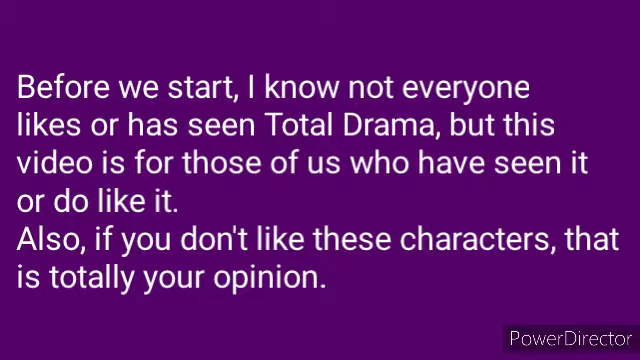 Before we start, I know not everyone
likes or has seen Total Drama, but this
video is for those of us who have seen it
or do like it.
Also, if you don't like these characters, that
is totally your opinion.
PowerDirector